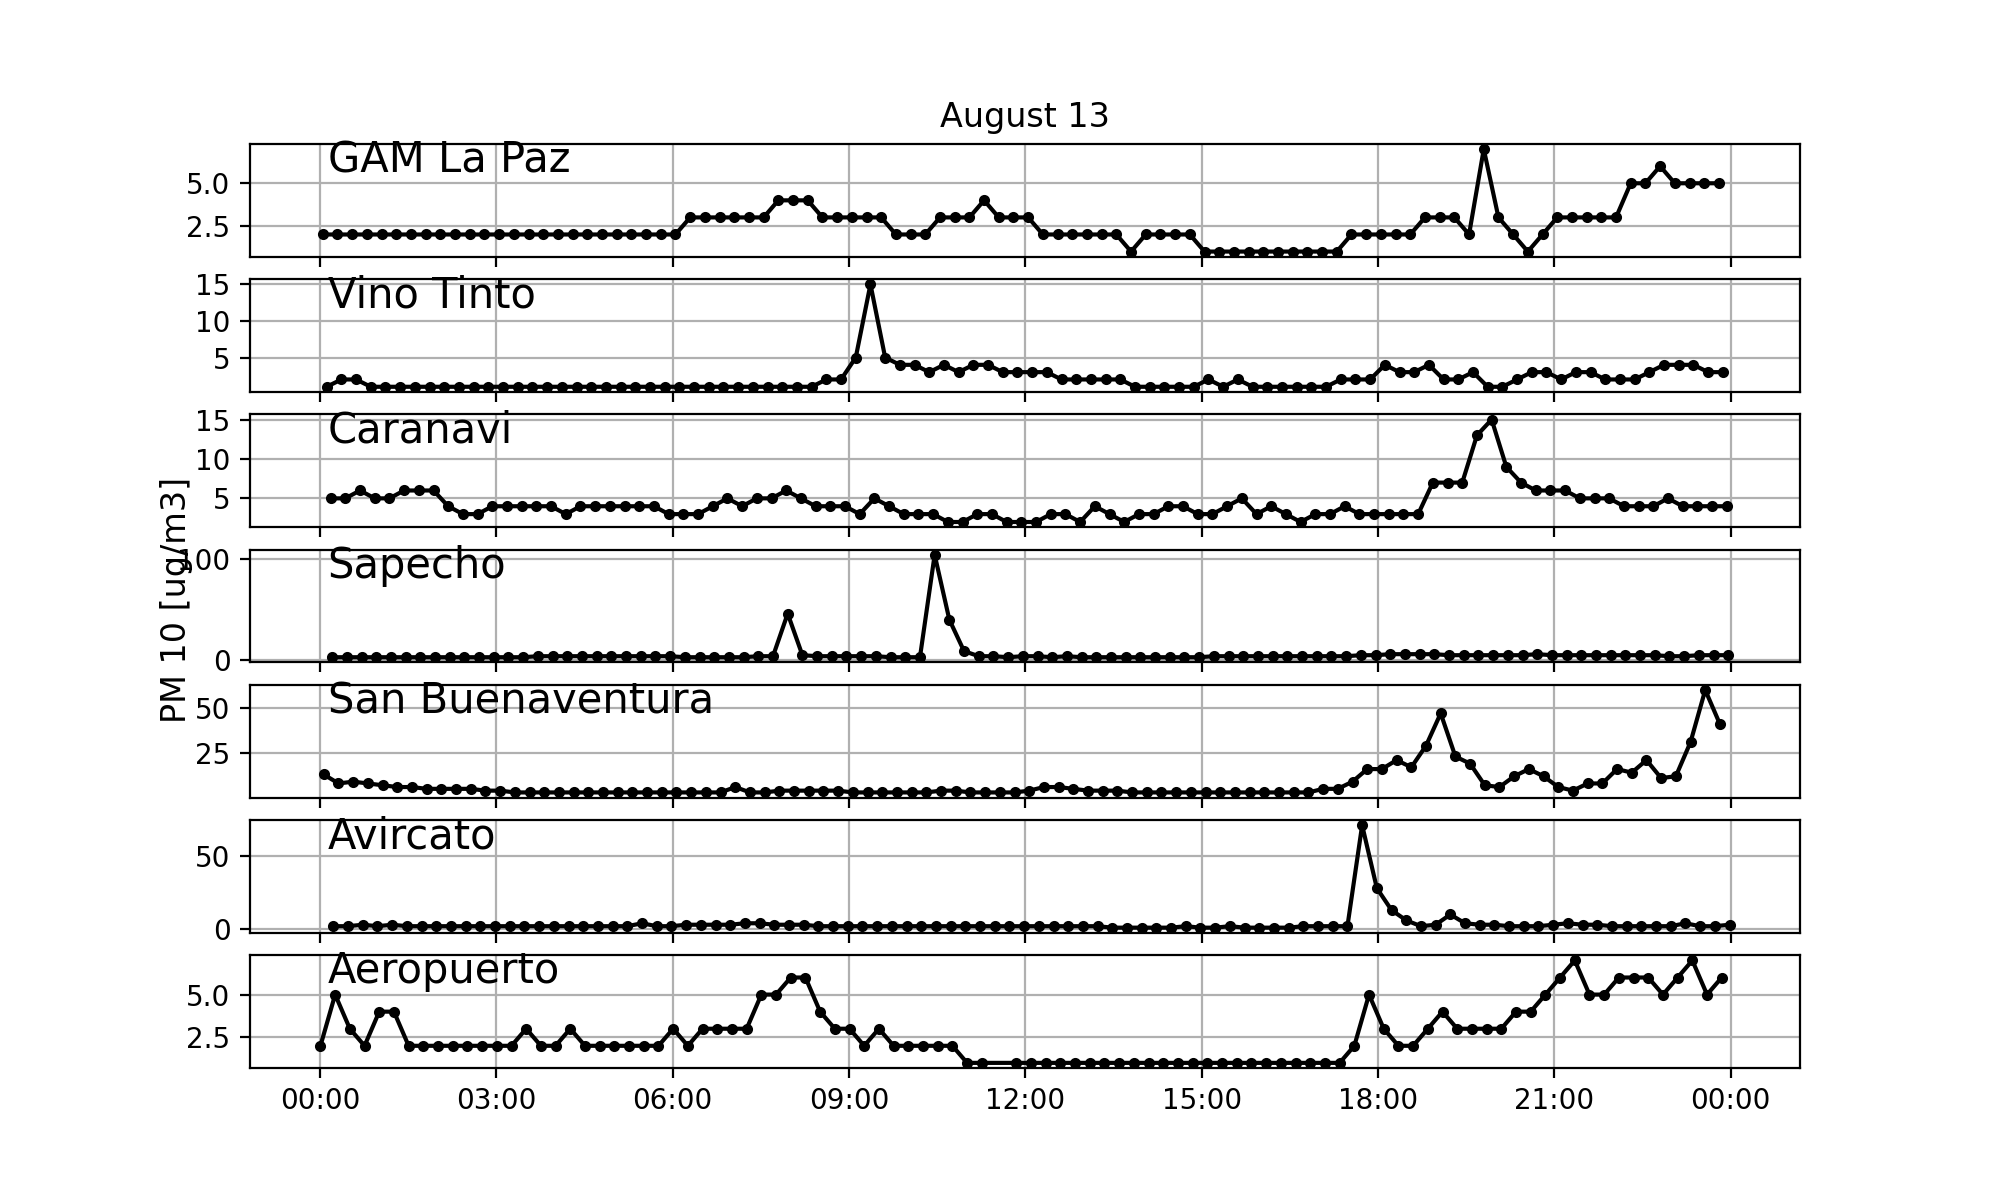 August 13
GAM La Paz
5.0
2.5
Vino Tinto
15
10
5
Caranavi
15
10
5
PM 10 [ug/m3]
Sapecho
100
0
San Buenaventura
50
25
Avircato
50
0
Aeropuerto
5.0
2.5
00:00 03:00 06:00 09:00 12:00 15:00 18:00 21:00 00:00